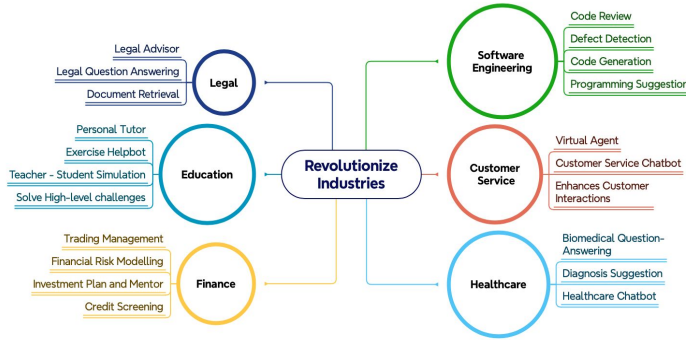 Legal Advisor
Legal Question Answering
Document Retrieval
Legal
Personal Tutor
Exercise Helpbot
Teacher - Student Simulation
Solve High-level challenges
Education
Trading Management
Financial Risk Modelling
Investment Plan and Mentor
Credit Screening
Finance
Revolutionize
Industries
Software
Engineering
Code Review
Defect Detection
Code Generation
Programming Suggestion
Customer
Service
Virtual Agent
Customer Service Chatbot
Enhances Customer
Interactions
Healthcare
Biomedical Question-
Answering
Diagnosis Suggestion
Healthcare Chatbot